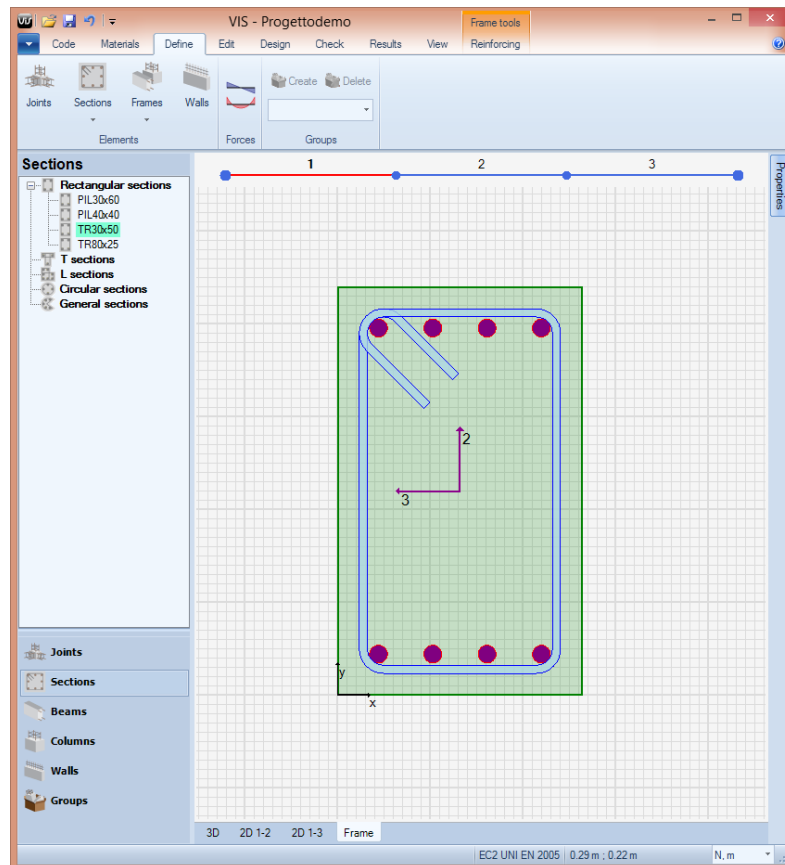 VIS - Progettodemo
Frame tools
Code Materials Define Edit Design Check Results View Reinforcing
Create Delete
Joints Sections Frames Walls
Elements Forces Groups
Sections
1 2 3
Properties
Rectangular sections
PIL30x60
PIL40x40
TR30x50
TR80x25
T sections
L sections
Circular sections
General sections
2
3
y
x
Joints
Sections
Beams
Columns
Walls
Groups
3D 2D 1-2 2D 1-3 Frame
EC2 UNI EN 2005 0.29 m ; 0.22 m N, m